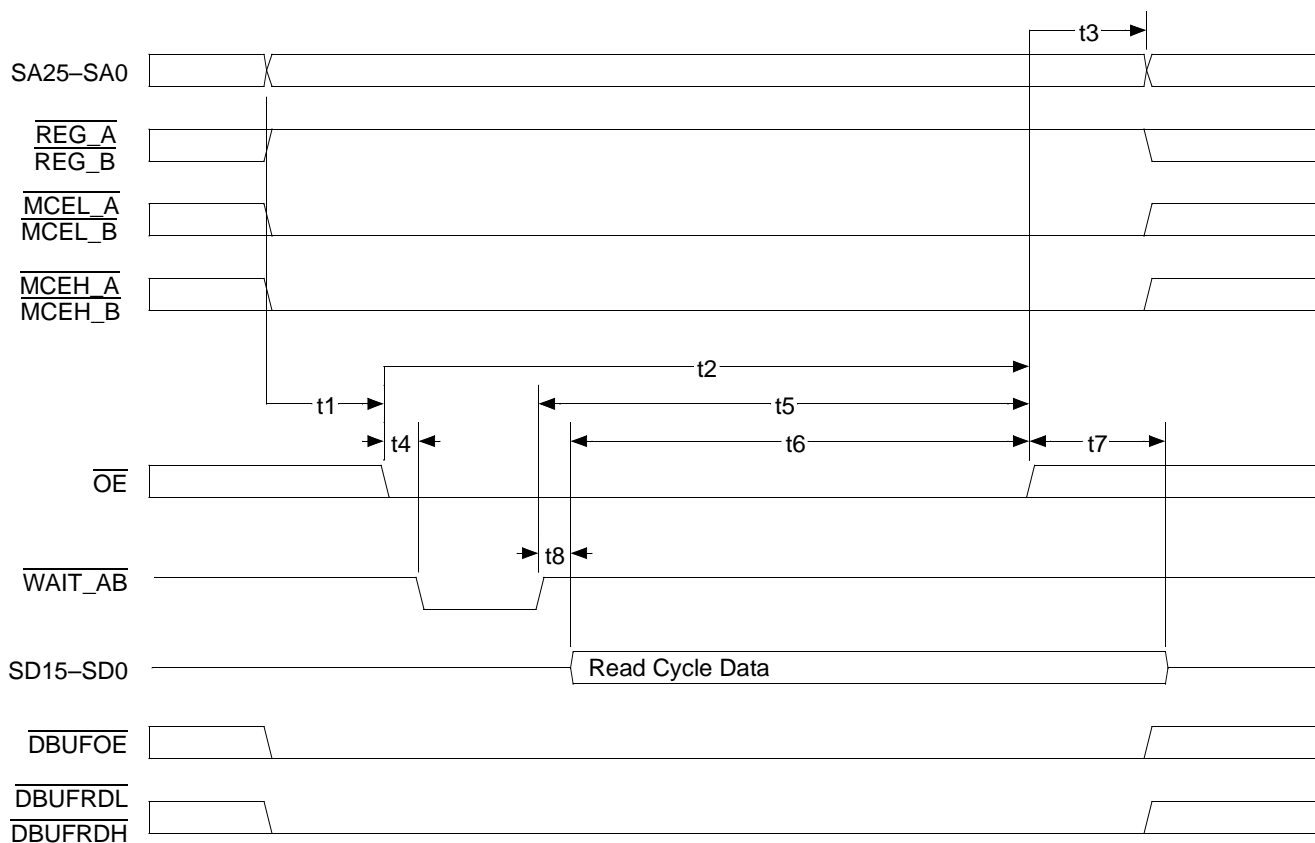 t3
SA25–SA0
REG_A
REG_B
MCEL_A
MCEL_B
MCEH_A
MCEH_B
t2
t1
t5
t4
t6
t7
OE
t8
WAIT_AB
SD15–SD0
Read Cycle Data
DBUFOE
DBUFRDL
DBUFRDH